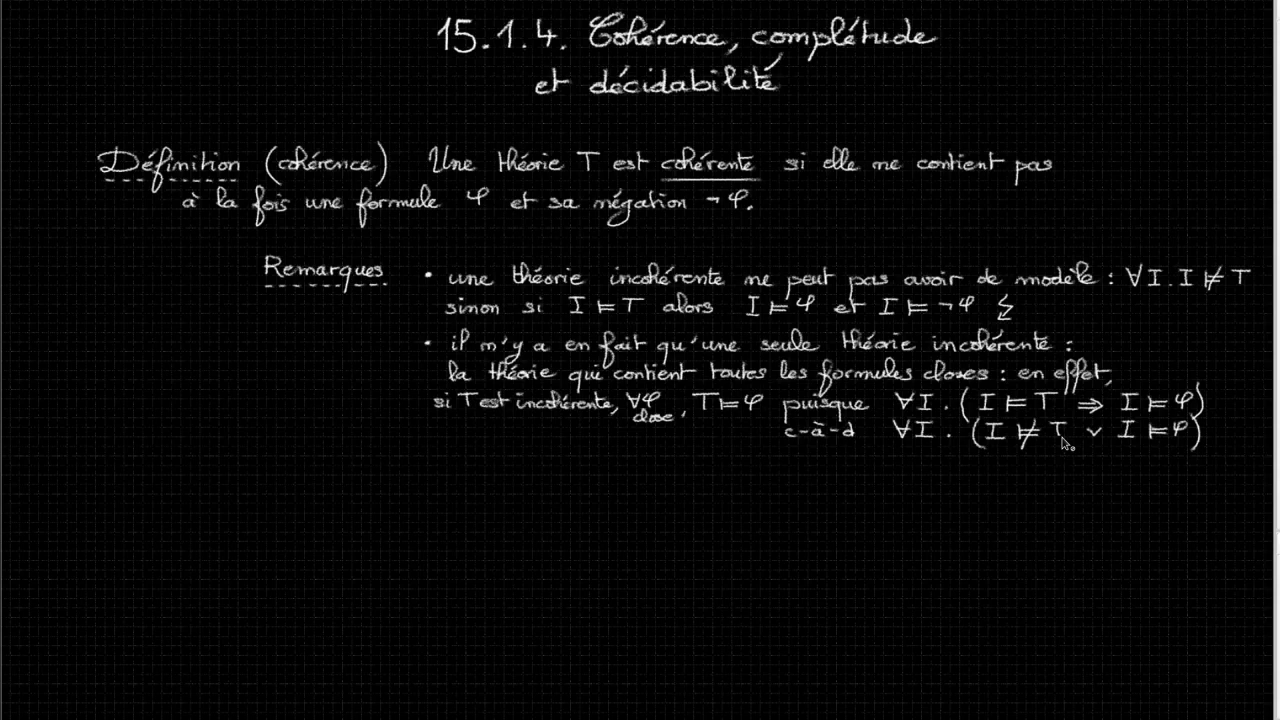 15.1.4. Cohérence, complétude
et décidabilité
Définition (cohérence) Une théorie T est cohérente si elle ne contient pas
à la fois une formule φ et sa négation ¬φ.
Remarques • une théorie incohérente ne peut pas avoir de modèle : ∀I. I ⊭ T
sinon si I ⊨ T alors I ⊨ φ et I ⊨ ¬φ ↯
• il n'y a en fait qu'une seule théorie incohérente :
la théorie qui contient toutes les formules closes : en effet,
si T est incohérente, ∀φ close, T ⊨ φ puisque ∀I. (I ⊨ T ⇒ I ⊨ φ)
c-à-d ∀I. (I ⊭ T ∨ I ⊨ φ)